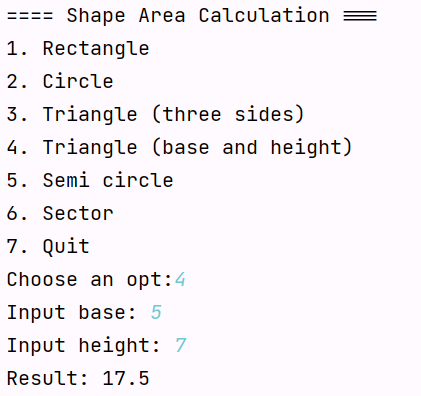 ==== Shape Area Calculation ===
1. Rectangle
2. Circle
3. Triangle (three sides)
4. Triangle (base and height)
5. Semi circle
6. Sector
7. Quit
Choose an opt:4
Input base: 5
Input height: 7
Result: 17.5